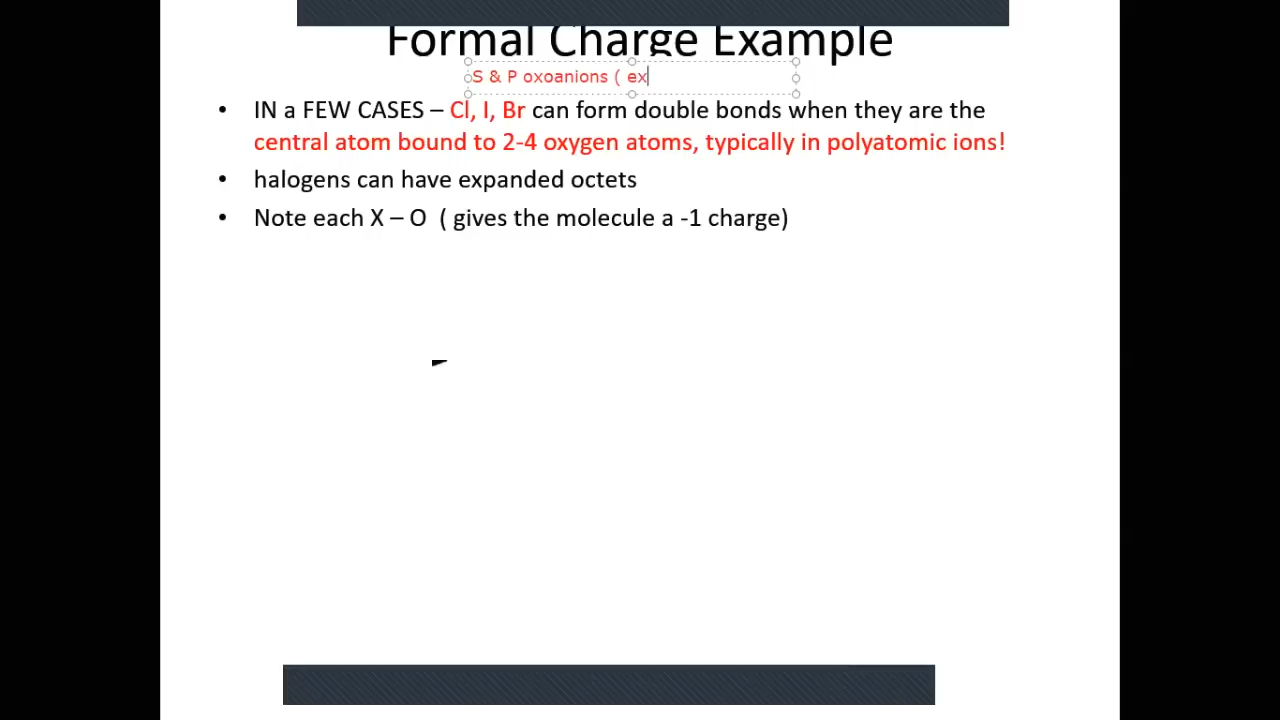 Formal Charge Example
S & P oxoanions ( ex
• IN a FEW CASES – Cl, I, Br can form double bonds when they are the
central atom bound to 2-4 oxygen atoms, typically in polyatomic ions!
• halogens can have expanded octets
• Note each X – O ( gives the molecule a -1 charge)